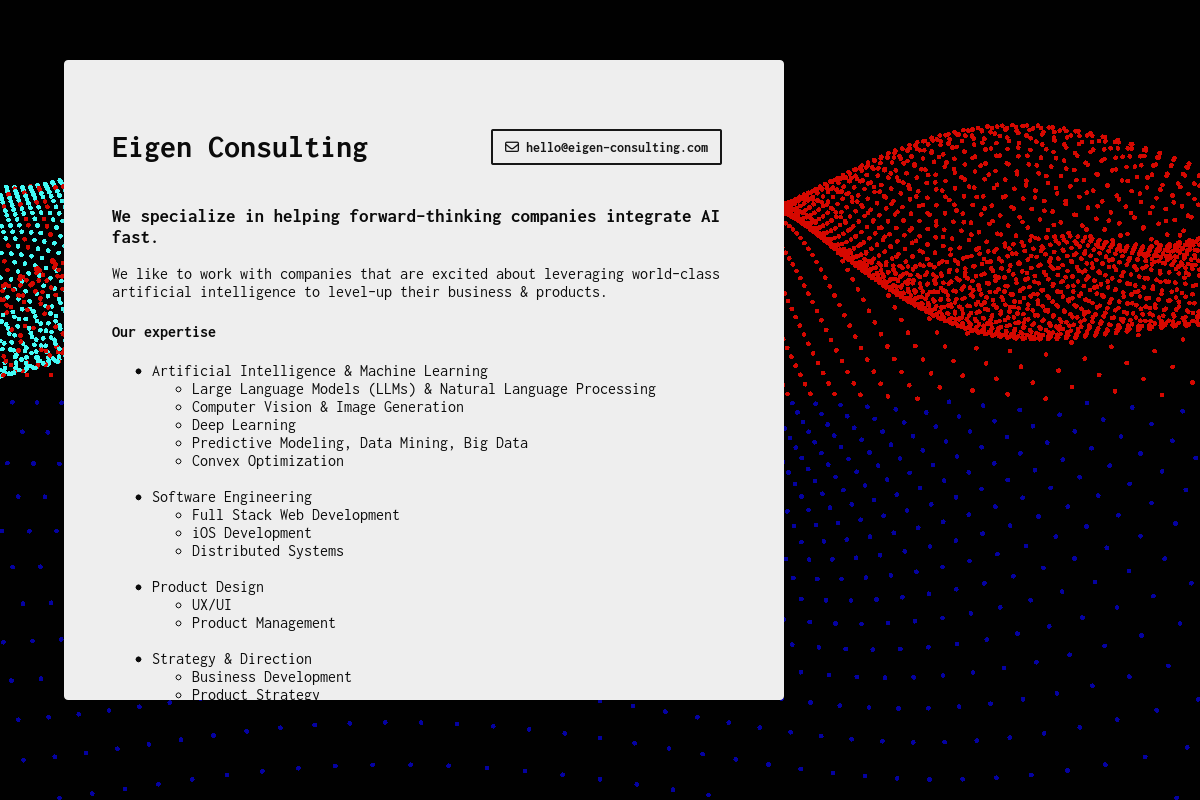 Eigen Consulting
hello@eigen-consulting.com
We specialize in helping forward-thinking companies integrate AI
fast.
We like to work with companies that are excited about leveraging world-class
artificial intelligence to level-up their business & products.
Our expertise
Artificial Intelligence & Machine Learning
Large Language Models (LLMs) & Natural Language Processing
Computer Vision & Image Generation
Deep Learning
Predictive Modeling, Data Mining, Big Data
Convex Optimization
Software Engineering
Full Stack Web Development
iOS Development
Distributed Systems
Product Design
UX/UI
Product Management
Strategy & Direction
Business Development
Product Strategy